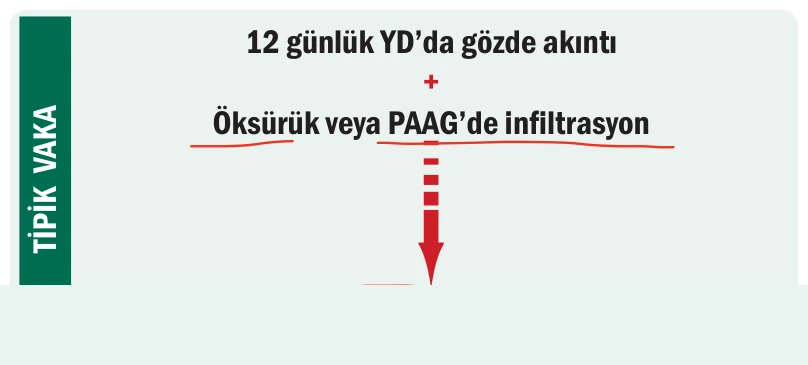 TİPİK VAKA
12 günlük YD’da gözde akıntı
+
Öksürük veya PAAG’de infiltrasyon